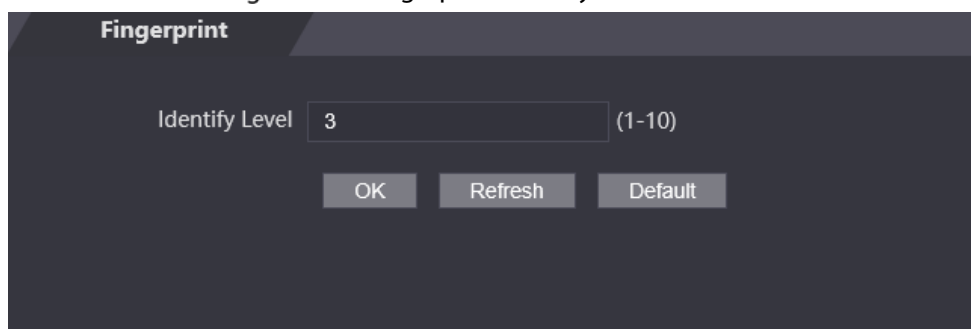 Fingerprint
Identify Level 3 (1-10)
OK Refresh Default